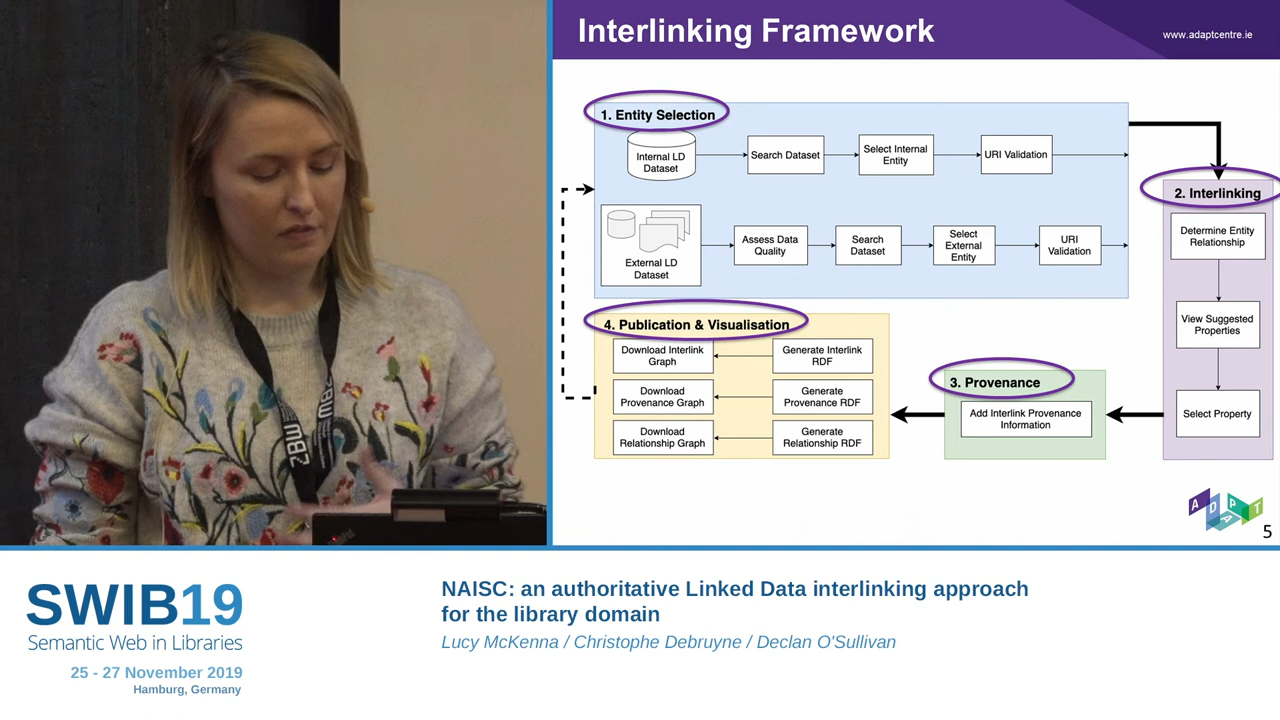 Interlinking Framework
www.adaptcentre.ie
1. Entity Selection
Internal LD
Dataset
Search Dataset
Select Internal
Entity
URI Validation
External LD
Dataset
Assess Data
Quality
Search
Dataset
Select
External
Entity
URI
Validation
2. Interlinking
Determine Entity
Relationship
View Suggested
Properties
Select Property
3. Provenance
Add Interlink Provenance
Information
4. Publication & Visualisation
Download Interlink
Graph
Generate Interlink
RDF
Download
Provenance Graph
Generate
Provenance RDF
Download
Relationship Graph
Generate
Relationship RDF
ADAPT
5
ZBW
SWIB19
Semantic Web in Libraries
25 - 27 November 2019
Hamburg, Germany
NAISC: an authoritative Linked Data interlinking approach
for the library domain
Lucy McKenna / Christophe Debruyne / Declan O'Sullivan